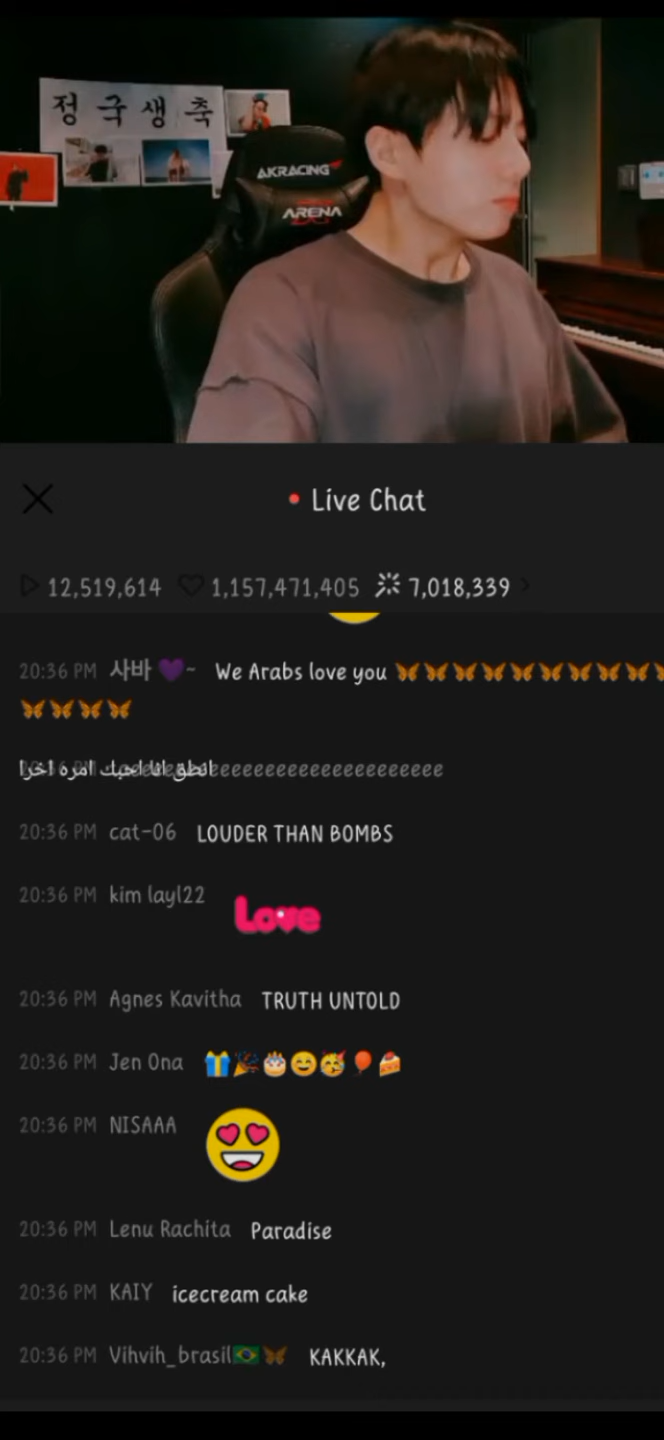 정국생축
AKRACING
ARENA
Live Chat
12,519,614 1,157,471,405 7,018,339
20:36 PM 사바 💜~ We Arabs love you 🦋🦋🦋🦋🦋🦋🦋🦋🦋🦋
🦋🦋🦋🦋
انطق انا احبك امره اخرا
20:36 PM cat-06 LOUDER THAN BOMBS
20:36 PM kim layl22 Love
20:36 PM Agnes Kavitha TRUTH UNTOLD
20:36 PM Jen Ona 🎁🎉🎂😊🥳🎈🍰
20:36 PM NISAAA
20:36 PM Lenu Rachita Paradise
20:36 PM KAIY icecream cake
20:36 PM Vihvih_brasil🇧🇷🦋 KAKKAK,